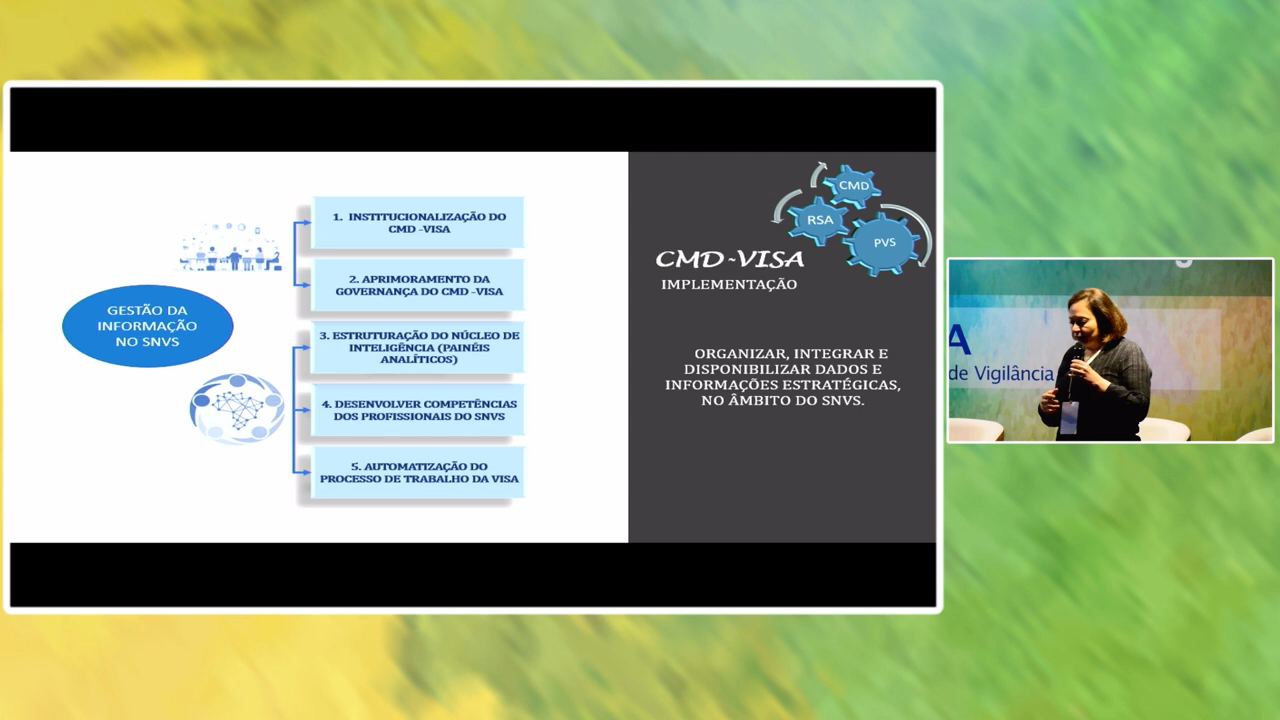 GESTÃO DA
INFORMAÇÃO
NO SNVS
1. INSTITUCIONALIZAÇÃO DO
CMD -VISA
2. APRIMORAMENTO DA
GOVERNANÇA DO CMD -VISA
3. ESTRUTURAÇÃO DO NÚCLEO DE
INTELIGÊNCIA (PAINÉIS
ANALÍTICOS)
4. DESENVOLVER COMPETÊNCIAS
DOS PROFISSIONAIS DO SNVS
5. AUTOMATIZAÇÃO DO
PROCESSO DE TRABALHO DA VISA
CMD
RSA
PVS
CMD-VISA
IMPLEMENTAÇÃO
ORGANIZAR, INTEGRAR E
DISPONIBILIZAR DADOS E
INFORMAÇÕES ESTRATÉGICAS,
NO ÂMBITO DO SNVS.
A
de Vigilância